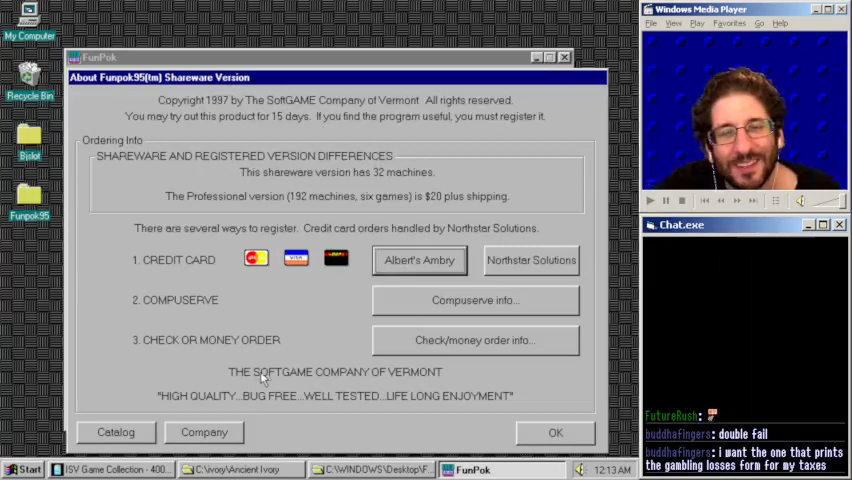 My Computer
Recycle Bin
Bjslot
Funpok95
FunPok
About Funpok95(tm) Shareware Version
Copyright 1997 by The SoftGAME Company of Vermont All rights reserved.
You may try out this product for 15 days. If you find the program useful, you must register it.
Ordering Info
SHAREWARE AND REGISTERED VERSION DIFFERENCES
This shareware version has 32 machines.
The Professional version (192 machines, six games) is $20 plus shipping.
There are several ways to register. Credit card orders handled by Northstar Solutions.
1. CREDIT CARD
VISA
Albert's Ambry
Northstar Solutions
2. COMPUSERVE
Compuserve info...
3. CHECK OR MONEY ORDER
Check/money order info...
THE SOFTGAME COMPANY OF VERMONT
"HIGH QUALITY...BUG FREE...WELL TESTED...LIFE LONG ENJOYMENT"
Catalog
Company
OK
Windows Media Player
File View Play Favorites Go Help
Chat.exe
FutureRush:
buddhafingers: double fail
buddhafingers: i want the one that prints
the gambling losses form for my taxes
Start
ISV Game Collection - 400...
C:\ivory\Ancient Ivory
C:\WINDOWS\Desktop\F...
FunPok
12:13 AM